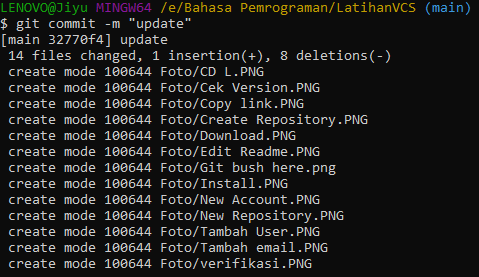 LENOVO@Jiyu MINGW64 /e/Bahasa Pemrograman/LatihanVCS (main)
$ git commit -m "update"
[main 32770f4] update
 14 files changed, 1 insertion(+), 8 deletions(-)
 create mode 100644 Foto/CD L.PNG
 create mode 100644 Foto/Cek Version.PNG
 create mode 100644 Foto/Copy link.PNG
 create mode 100644 Foto/Create Repository.PNG
 create mode 100644 Foto/Download.PNG
 create mode 100644 Foto/Edit Readme.PNG
 create mode 100644 Foto/Git bush here.png
 create mode 100644 Foto/Install.PNG
 create mode 100644 Foto/New Account.PNG
 create mode 100644 Foto/New Repository.PNG
 create mode 100644 Foto/Tambah User.PNG
 create mode 100644 Foto/Tambah email.PNG
 create mode 100644 Foto/verifikasi.PNG